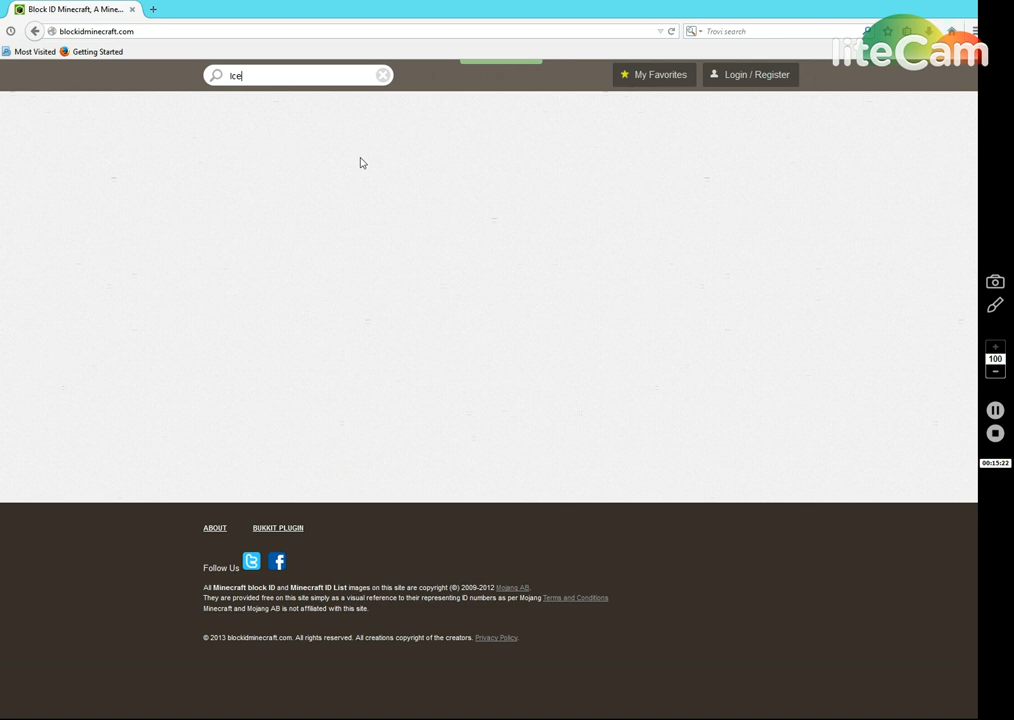 Block ID Minecraft, A Mine...
blockidminecraft.com
Trovi search
Most Visited
Getting Started
liteCam
Ice
My Favorites
Login / Register
100
00:15:22
ABOUT
BUKKIT PLUGIN
Follow Us
All Minecraft block ID and Minecraft ID List images on this site are copyright (©) 2009-2012 Mojang AB.
They are provided free on this site simply as a visual reference to their representing ID numbers as per Mojang Terms and Conditions.
Minecraft and Mojang AB is not affiliated with this site.
© 2013 blockidminecraft.com. All rights reserved. All creations copyright of the creators. Privacy Policy.